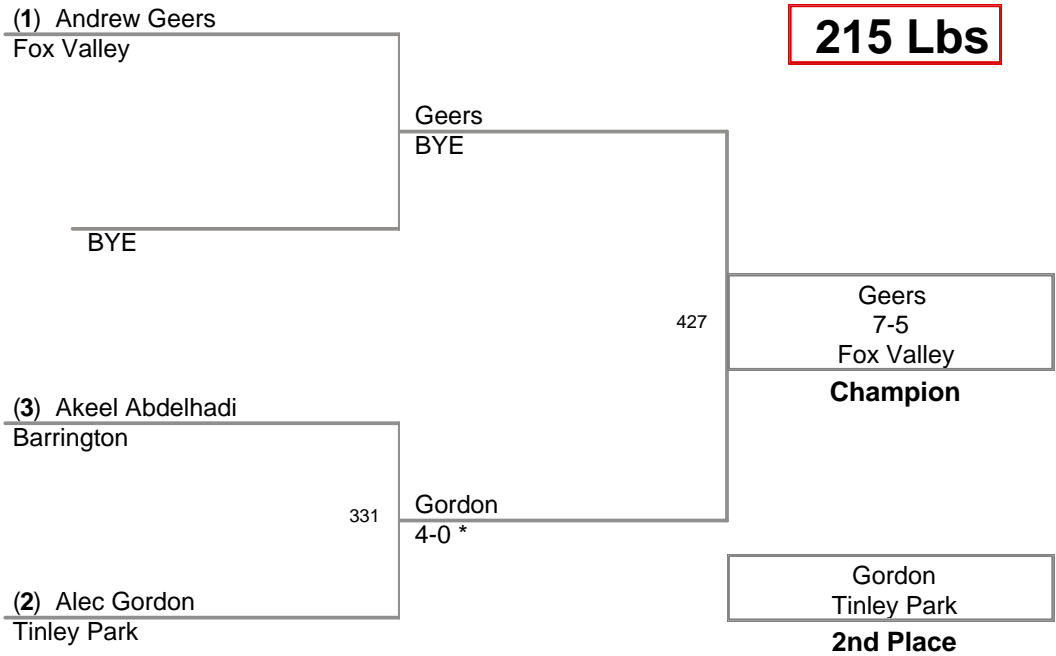 (1) Andrew Geers
Fox Valley
215 Lbs
Geers
BYE
BYE
427
Geers
7-5
Fox Valley
Champion
(3) Akeel Abdelhadi
Barrington
331
Gordon
4-0 *
(2) Alec Gordon
Tinley Park
Gordon
Tinley Park
2nd Place